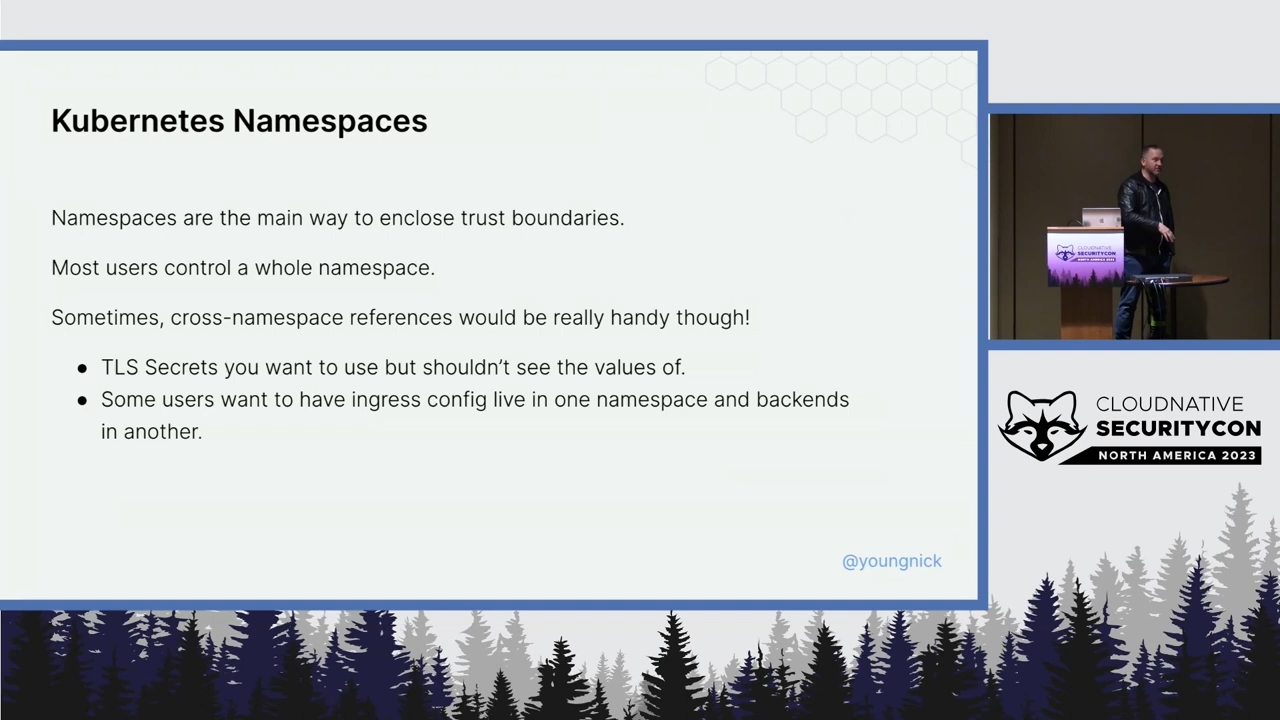 Kubernetes Namespaces
Namespaces are the main way to enclose trust boundaries.
Most users control a whole namespace.
Sometimes, cross-namespace references would be really handy though!
● TLS Secrets you want to use but shouldn’t see the values of.
● Some users want to have ingress config live in one namespace and backends
in another.
@youngnick
CLOUDNATIVE
SECURITYCON
CLOUDNATIVE
SECURITYCON
NORTH AMERICA 2023